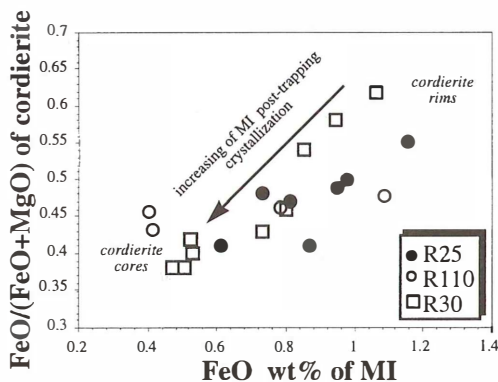 FeO/(FeO+MgO) of cordierite
0.7
0.65
0.6
0.55
0.5
0.45
0.4
0.35
0.3
increasing of MI post-trapping
crystallization
cordierite
rims
cordierite
cores
R25
R110
R30
0.2 0.4 0.6 0.8 1 1.2 1.4
FeO wt% of MI